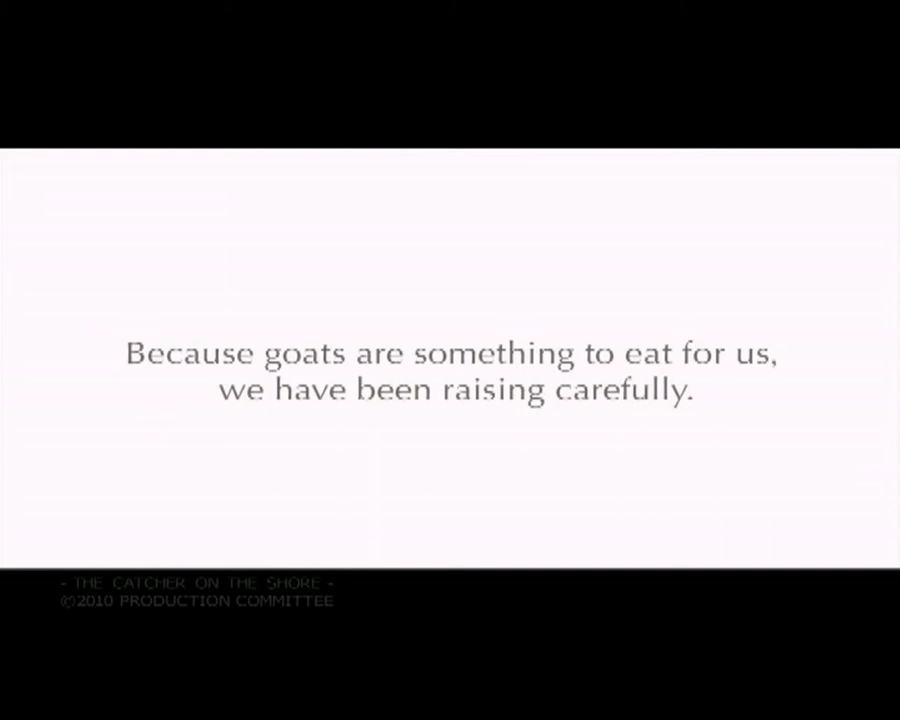 Because goats are something to eat for us,
we have been raising carefully.
- THE CATCHER ON THE SHORE -
©2010 PRODUCTION COMMITTEE